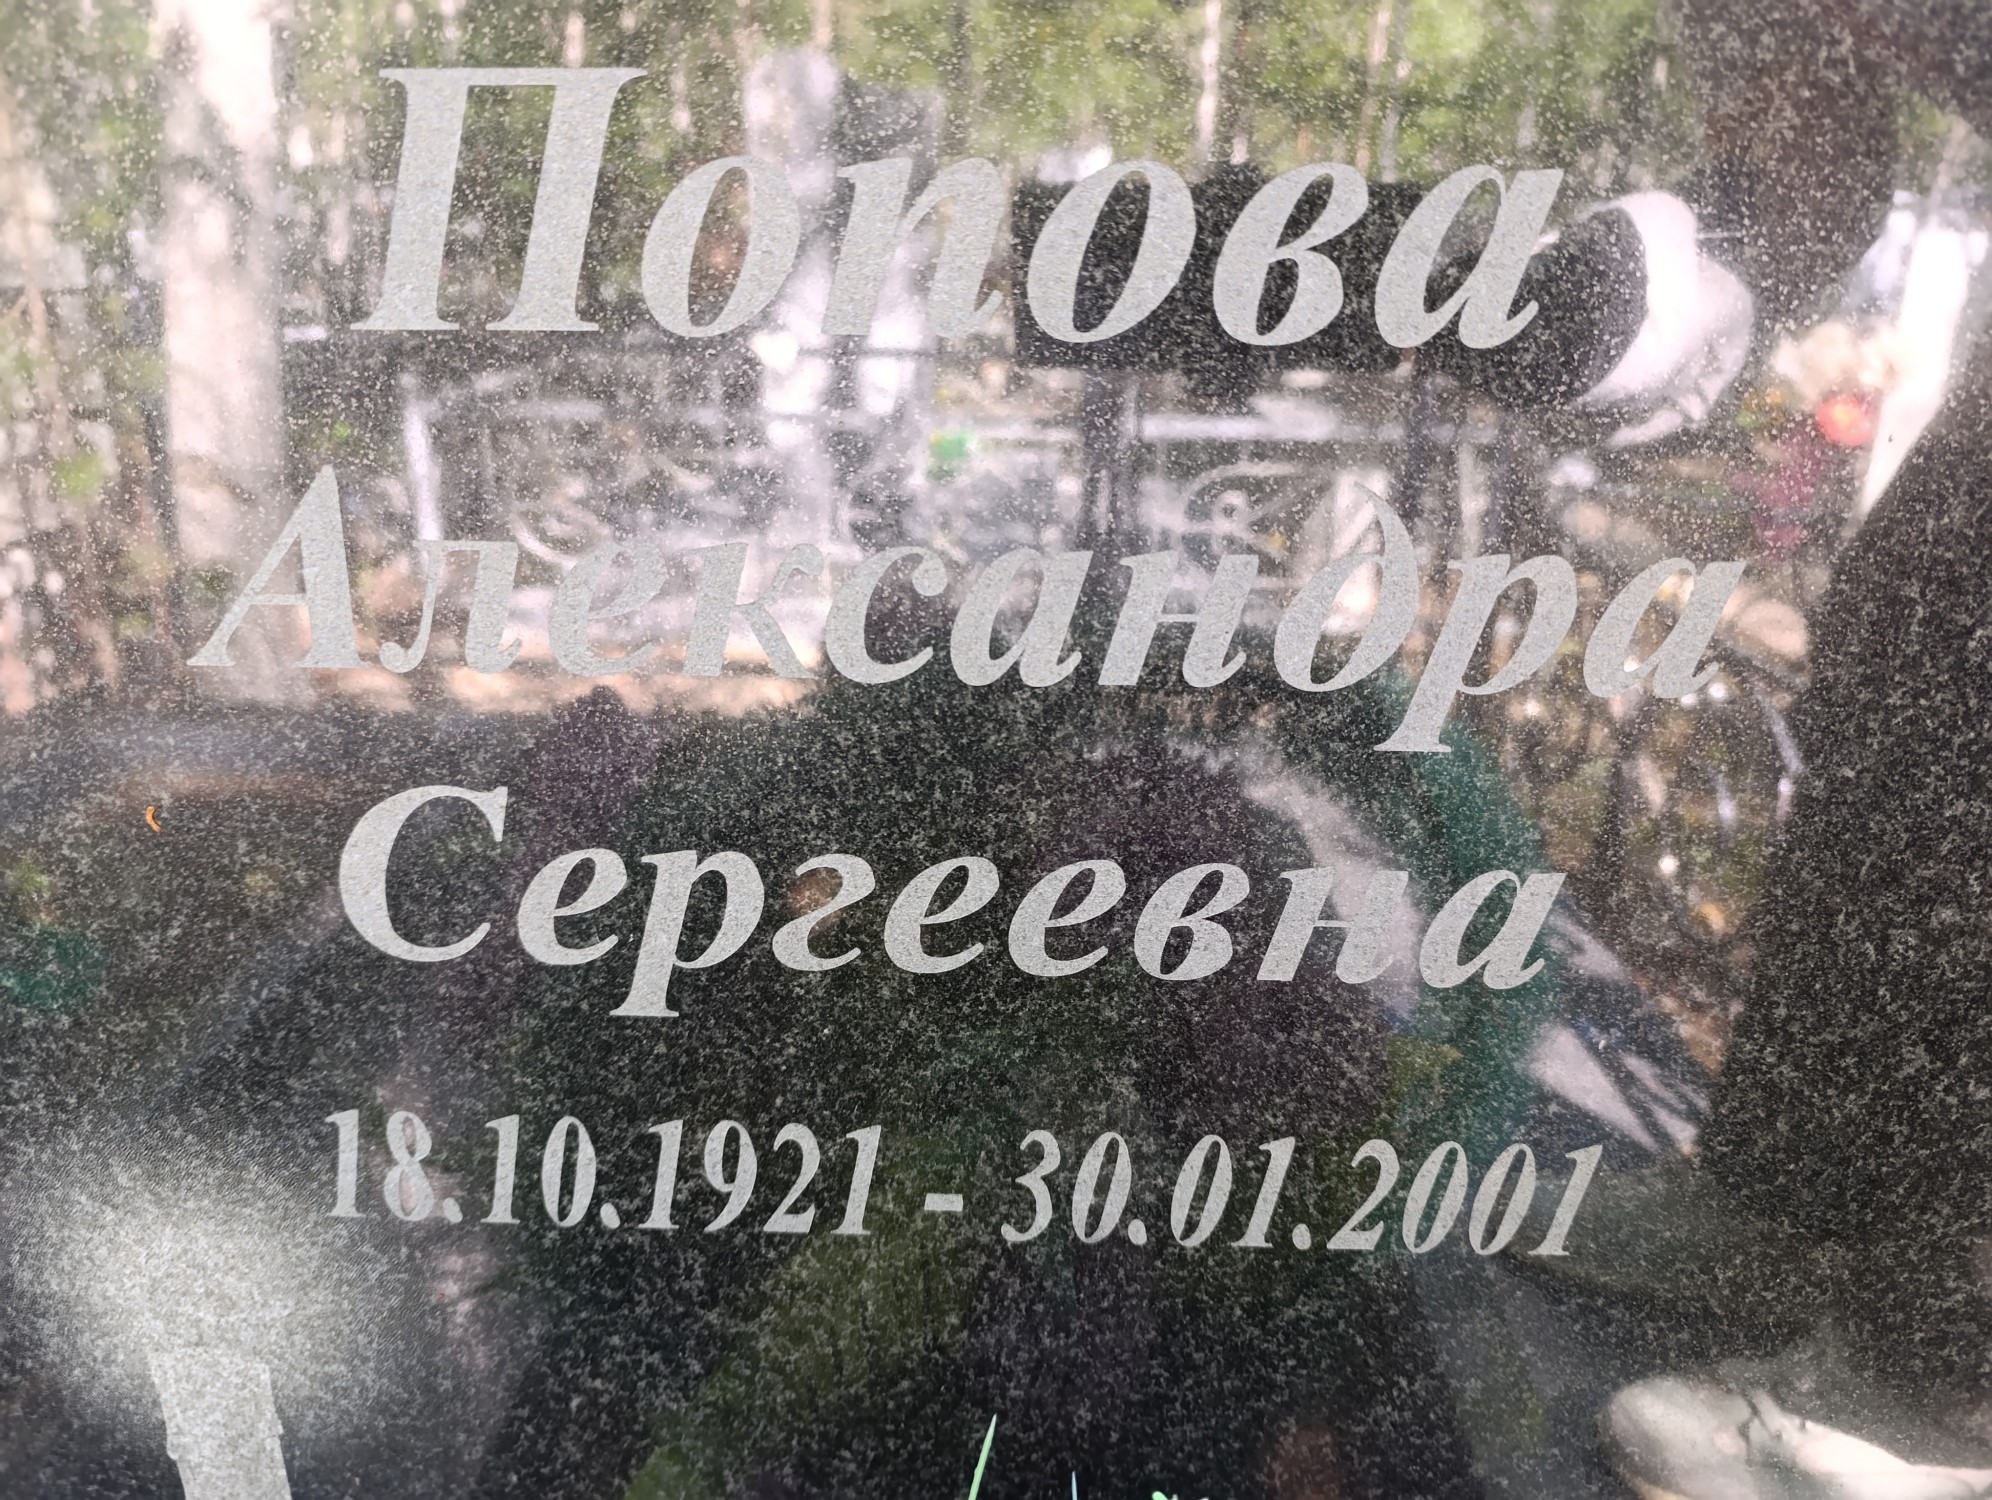 Попова
Александра
Сергеевна
18.10.1921 - 30.01.2001